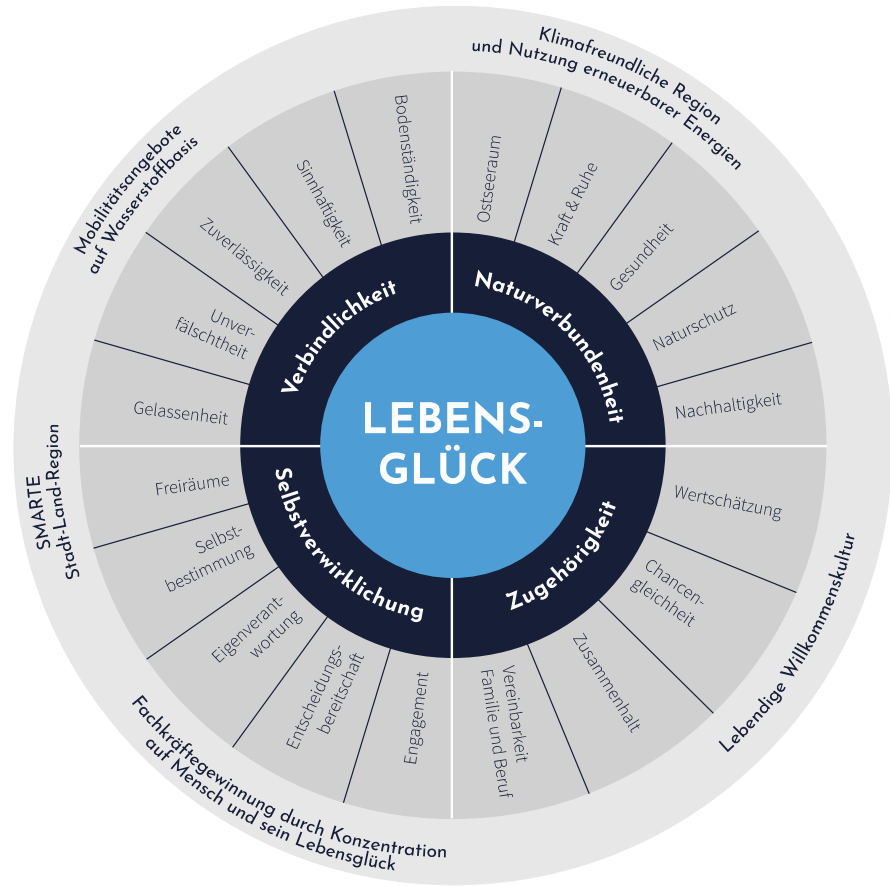 LEBENS-
GLÜCK
Naturverbundenheit
Zugehörigkeit
Selbstverwirklichung
Verbindlichkeit
Ostseeraum
Kraft & Ruhe
Gesundheit
Naturschutz
Nachhaltigkeit
Wertschätzung
Chancen-
gleichheit
Zusammenhalt
Vereinbarkeit
Familie und Beruf
Engagement
Entscheidungs-
bereitschaft
Eigenverant-
wortung
Selbst-
bestimmung
Freiräume
Gelassenheit
Unver-
fälschtheit
Zuverlässigkeit
Sinnhaftigkeit
Bodenständigkeit
Klimafreundliche Region
und Nutzung erneuerbarer Energien
Lebendige Willkommenskultur
Fachkräftegewinnung durch Konzentration
auf Mensch und sein Lebensglück
SMARTE
Stadt-Land-Region
Mobilitätsangebote
auf Wasserstoffbasis